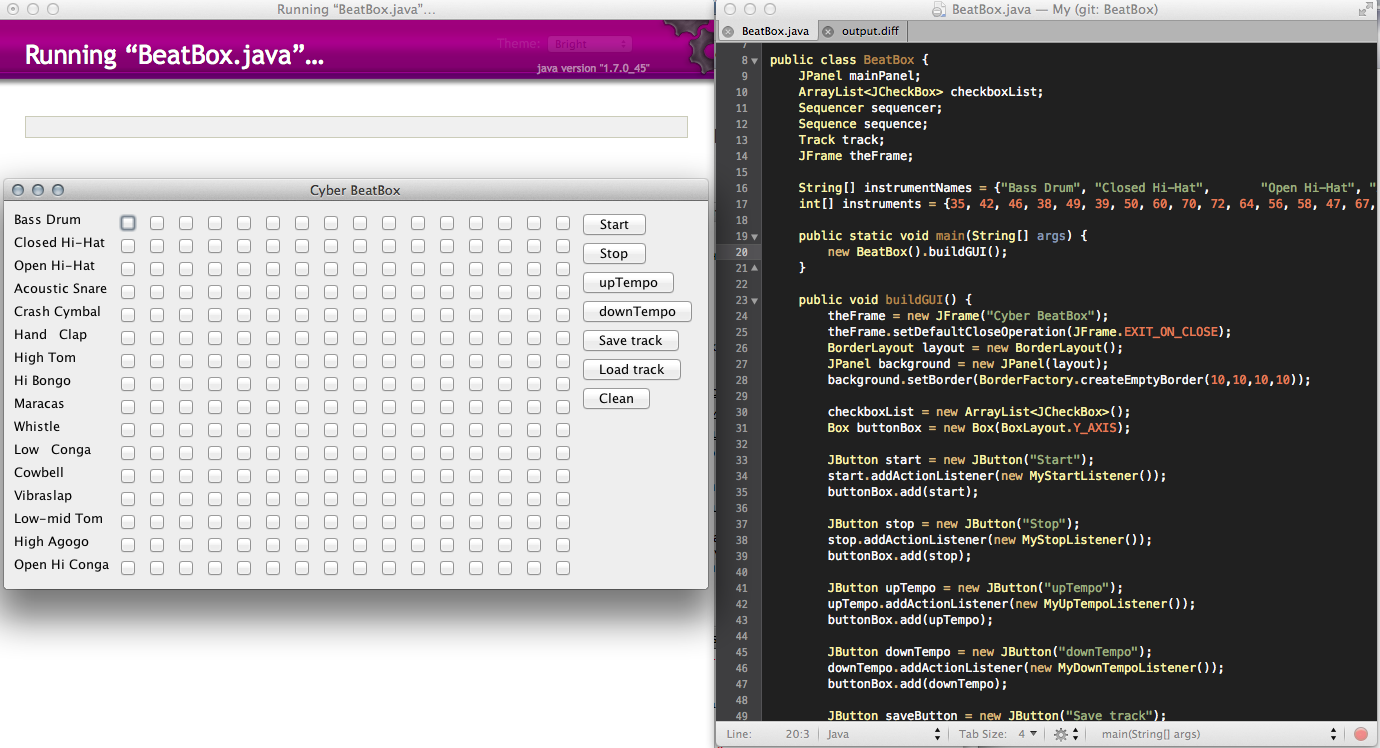 Running “BeatBox.java”…
Theme: Bright
Running “BeatBox.java”…
java version "1.7.0_45"
Cyber BeatBox
Bass Drum
Closed Hi-Hat
Open Hi-Hat
Acoustic Snare
Crash Cymbal
Hand Clap
High Tom
Hi Bongo
Maracas
Whistle
Low Conga
Cowbell
Vibraslap
Low-mid Tom
High Agogo
Open Hi Conga
Start
Stop
upTempo
downTempo
Save track
Load track
Clean
BeatBox.java — My (git: BeatBox)
BeatBox.java output.diff
7
8 public class BeatBox {
9 JPanel mainPanel;
10 ArrayList<JCheckBox> checkboxList;
11 Sequencer sequencer;
12 Sequence sequence;
13 Track track;
14 JFrame theFrame;
15
16 String[] instrumentNames = {"Bass Drum", "Closed Hi-Hat", "Open Hi-Hat", "
17 int[] instruments = {35, 42, 46, 38, 49, 39, 50, 60, 70, 72, 64, 56, 58, 47, 67,
18
19 public static void main(String[] args) {
20 new BeatBox().buildGUI();
21 }
22
23 public void buildGUI() {
24 theFrame = new JFrame("Cyber BeatBox");
25 theFrame.setDefaultCloseOperation(JFrame.EXIT_ON_CLOSE);
26 BorderLayout layout = new BorderLayout();
27 JPanel background = new JPanel(layout);
28 background.setBorder(BorderFactory.createEmptyBorder(10,10,10,10));
29
30 checkboxList = new ArrayList<JCheckBox>();
31 Box buttonBox = new Box(BoxLayout.Y_AXIS);
32
33 JButton start = new JButton("Start");
34 start.addActionListener(new MyStartListener());
35 buttonBox.add(start);
36
37 JButton stop = new JButton("Stop");
38 stop.addActionListener(new MyStopListener());
39 buttonBox.add(stop);
40
41 JButton upTempo = new JButton("upTempo");
42 upTempo.addActionListener(new MyUpTempoListener());
43 buttonBox.add(upTempo);
44
45 JButton downTempo = new JButton("downTempo");
46 downTempo.addActionListener(new MyDownTempoListener());
47 buttonBox.add(downTempo);
48
49 JButton saveButton = new JButton("Save track");
Line: 20:3 Java Tab Size: 4 main(String[] args)